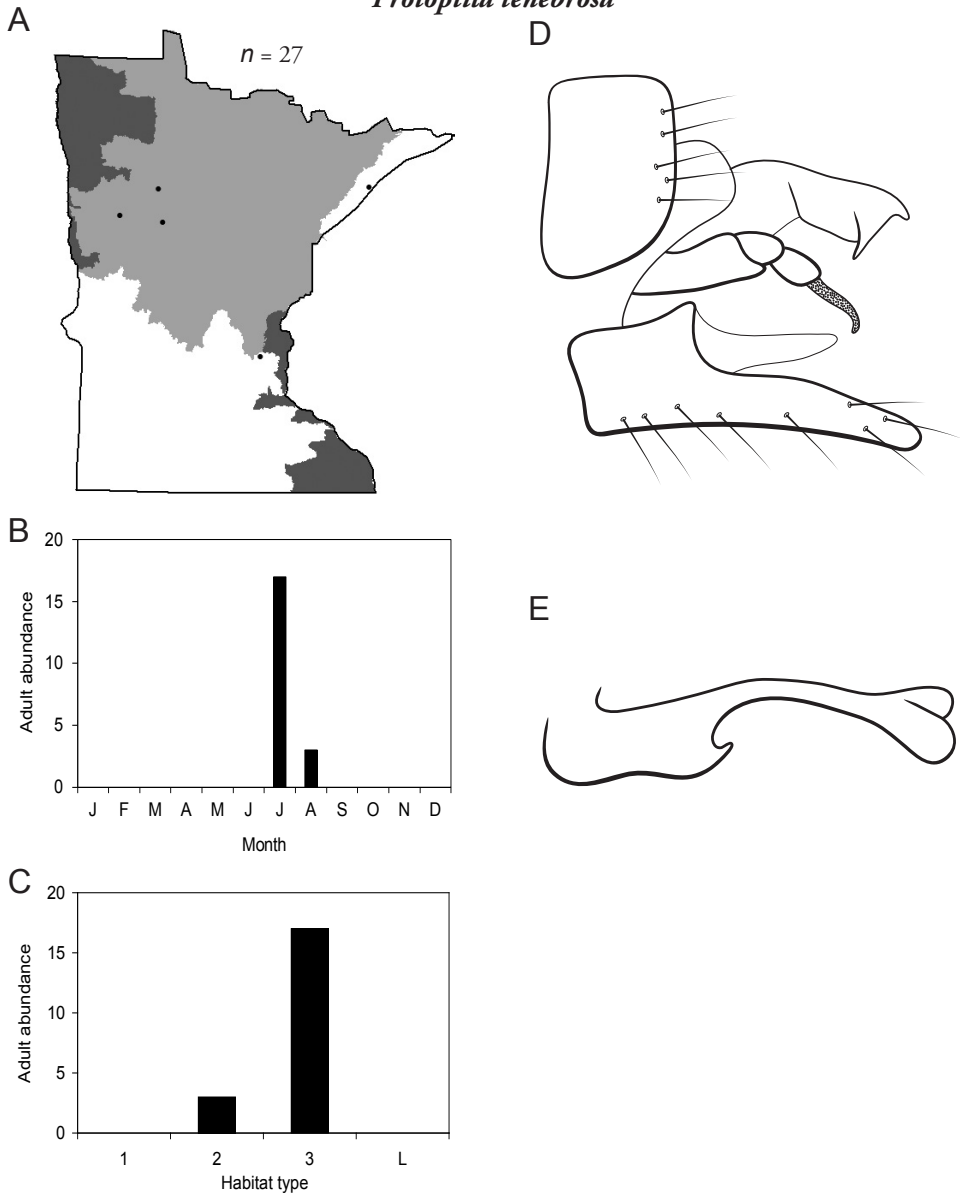 Protoptila tenebrosa
A
n = 27
D
B
20
15
10
5
0
Adult abundance
J F M A M J J A S O N D
Month
E
C
20
15
10
5
0
Adult abundance
1 2 3 L
Habitat type